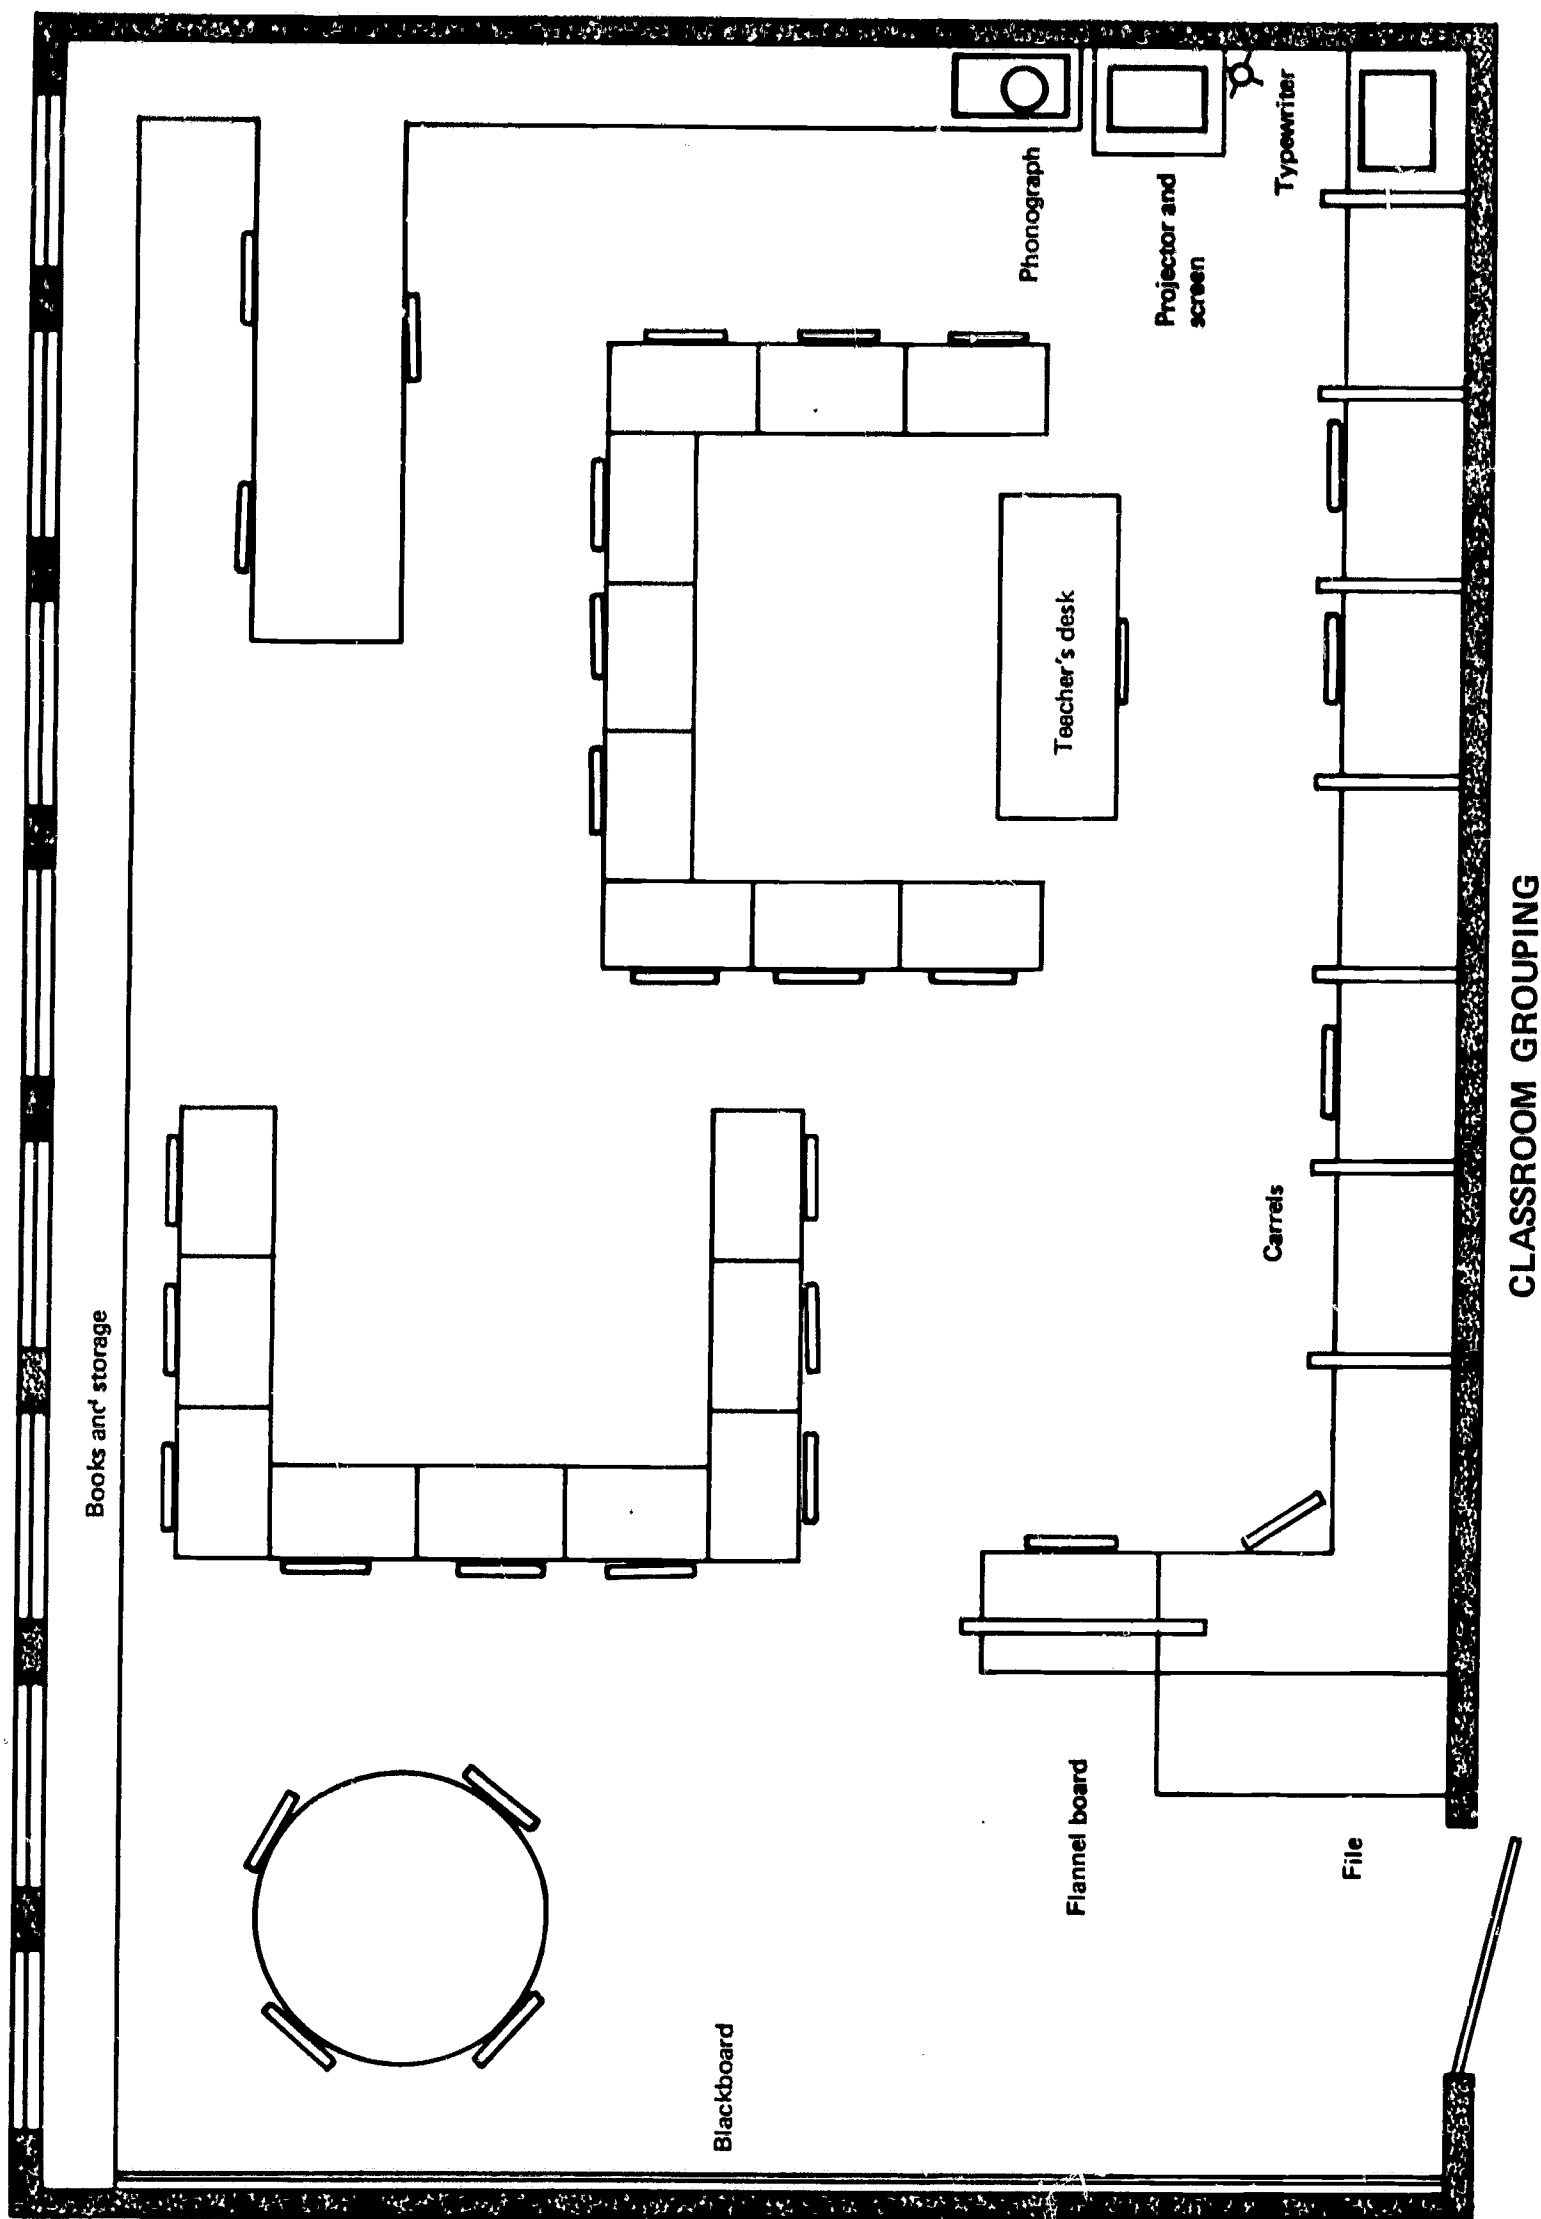 Books and storage
Blackboard
Flannel board
File
Carrels
Teacher's desk
Phonograph
Projector and
screen
Typewriter
CLASSROOM GROUPING